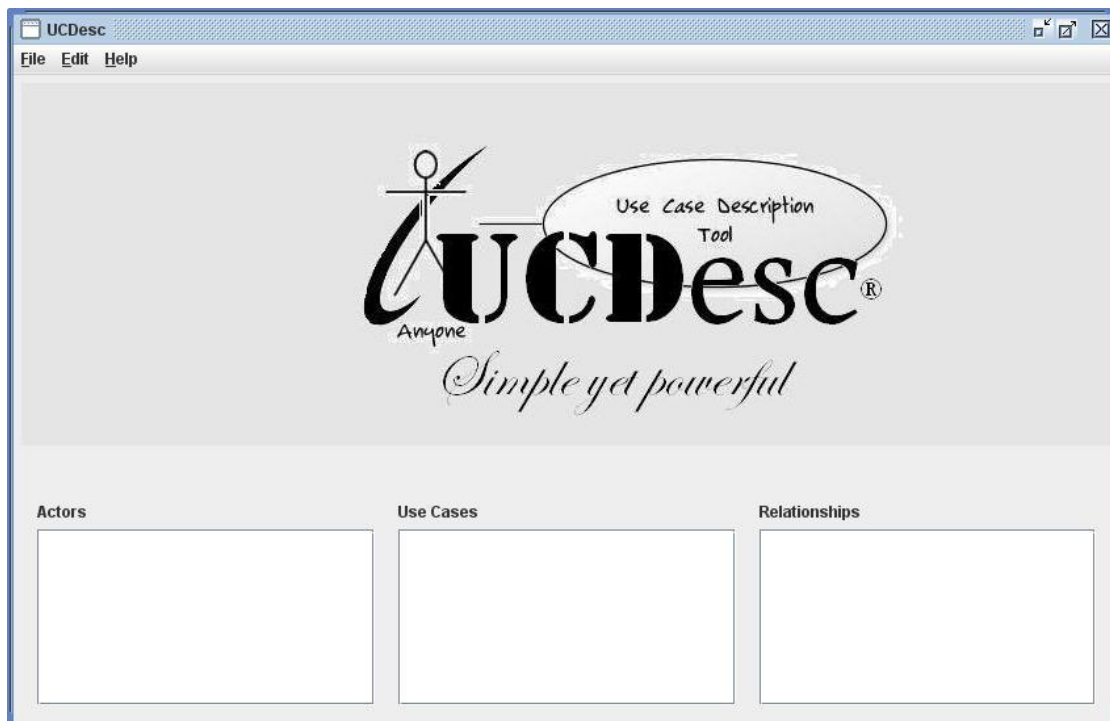 UCDesc
File Edit Help
Use Case Description
Tool
UCDesc®
Anyone
Simple yet powerful
Actors Use Cases Relationships